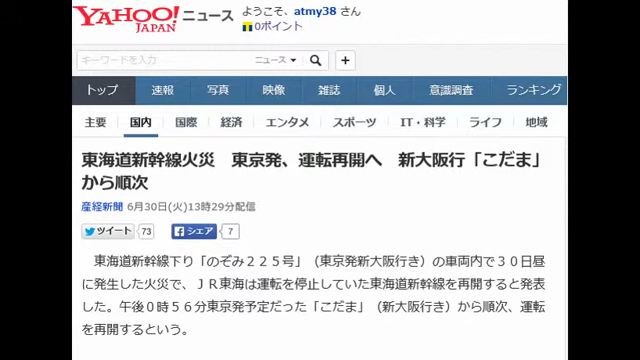 YAHOO! JAPAN ニュース
ようこそ、atmy38 さん
0ポイント
キーワードを入力 ニュース
トップ 速報 写真 映像 雑誌 個人 意識調査 ランキング
主要 国内 国際 経済 エンタメ スポーツ IT・科学 ライフ 地域
東海道新幹線火災 東京発、運転再開へ 新大阪行「こだま」
から順次
産経新聞 6月30日(火)13時29分配信
ツイート 73 シェア 7
東海道新幹線下り「のぞみ２２５号」（東京発新大阪行き）の車両内で３０日昼
に発生した火災で、ＪＲ東海は運転を停止していた東海道新幹線を再開すると発表
した。午後０時５６分東京発予定だった「こだま」（新大阪行き）から順次、運転
を再開するという。